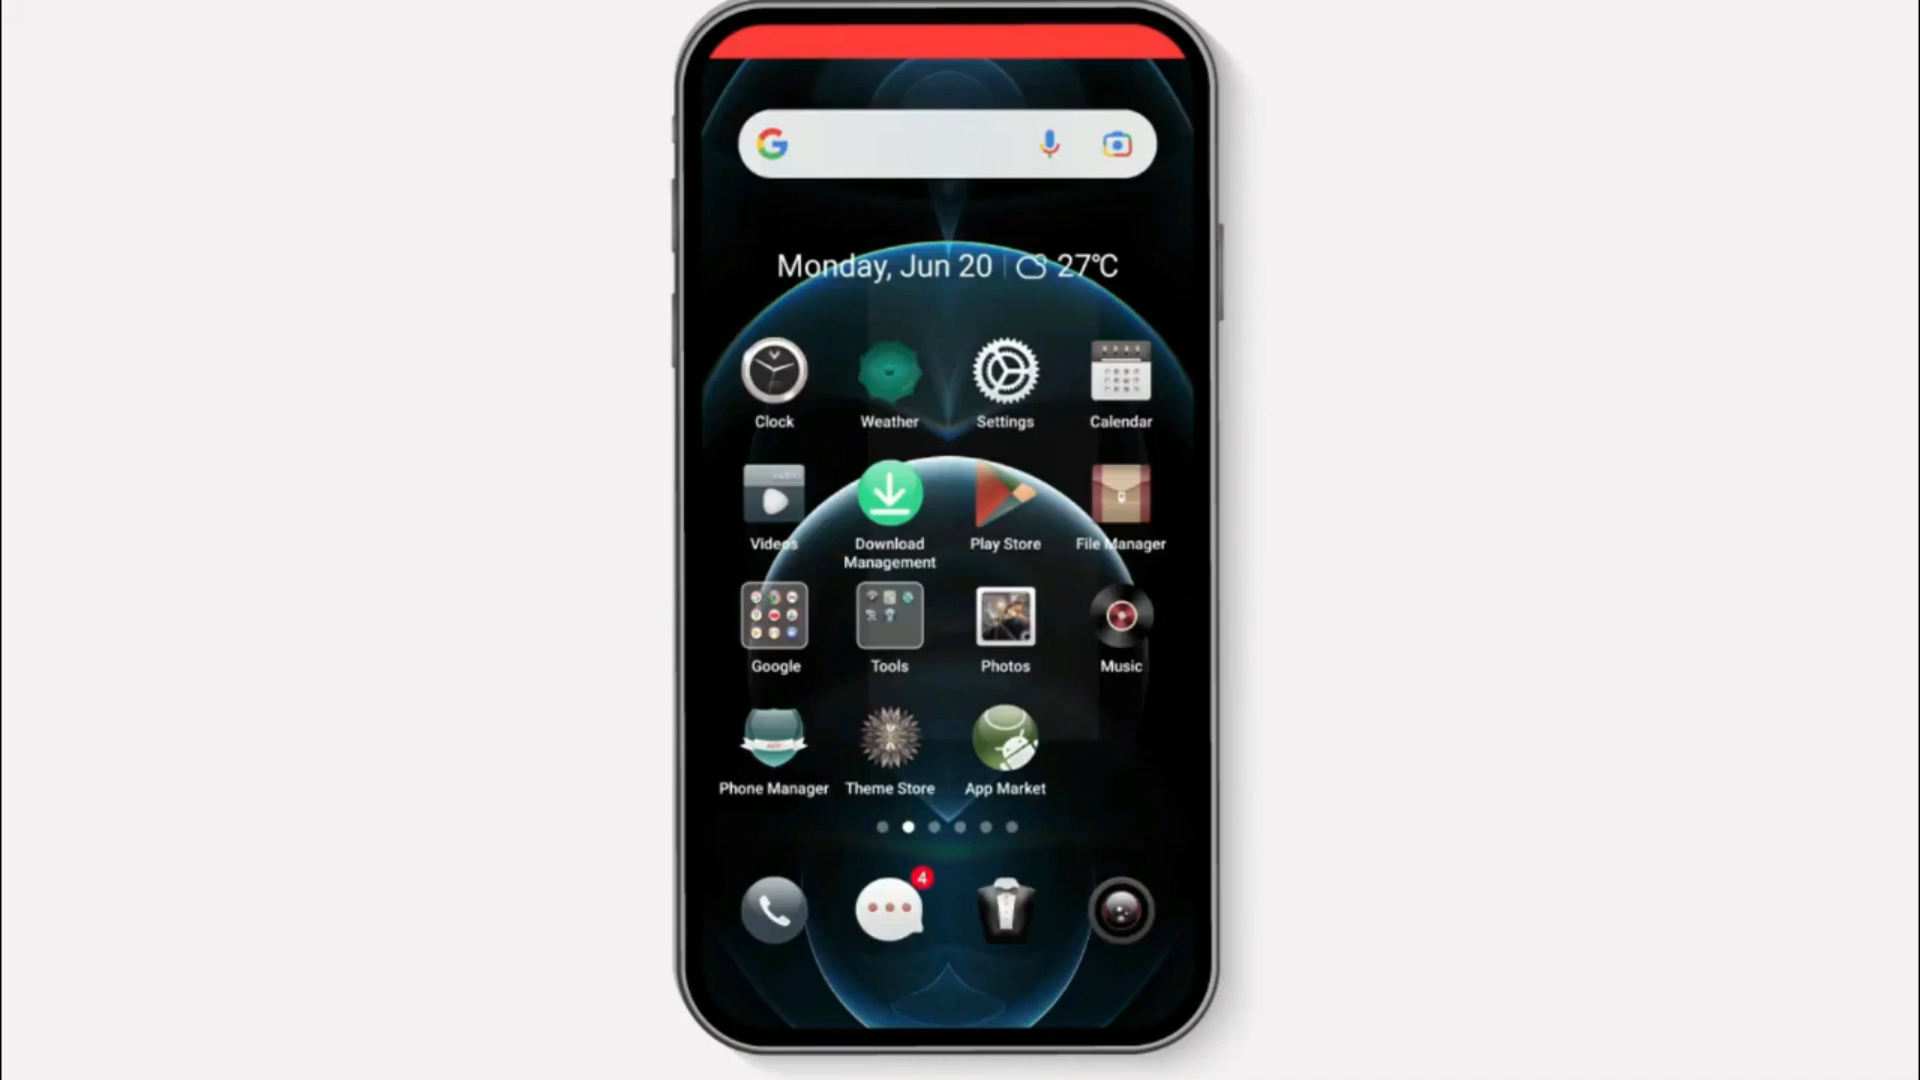 Monday, Jun 20 27°C
Clock Weather Settings Calendar
Videos Download Management Play Store File Manager
Google Tools Photos Music
Phone Manager Theme Store App Market
4